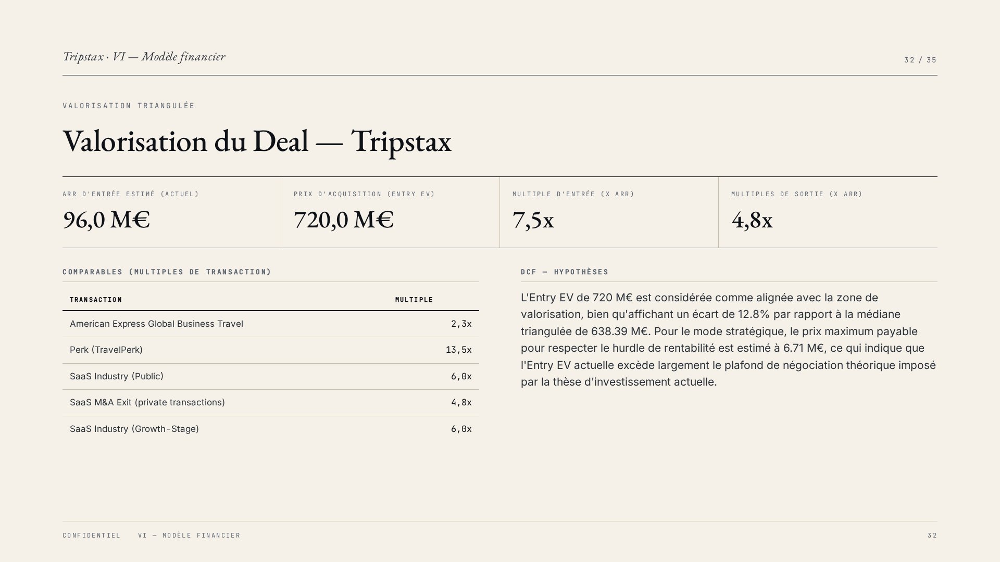 Tripstax · VI — Modèle financier
32 / 35
VALORISATION TRIANGULÉE
Valorisation du Deal — Tripstax
ARR D'ENTRÉE ESTIMÉ (ACTUEL)
96,0 M€
PRIX D'ACQUISITION (ENTRY EV)
720,0 M€
MULTIPLE D'ENTRÉE (X ARR)
7,5x
MULTIPLES DE SORTIE (X ARR)
4,8x
COMPARABLES (MULTIPLES DE TRANSACTION)
TRANSACTION MULTIPLE
American Express Global Business Travel 2,3x
Perk (TravelPerk) 13,5x
SaaS Industry (Public) 6,0x
SaaS M&A Exit (private transactions) 4,8x
SaaS Industry (Growth-Stage) 6,0x
DCF — HYPOTHÈSES
L'Entry EV de 720 M€ est considérée comme alignée avec la zone de
valorisation, bien qu'affichant un écart de 12.8% par rapport à la médiane
triangulée de 638.39 M€. Pour le mode stratégique, le prix maximum payable
pour respecter le hurdle de rentabilité est estimé à 6.71 M€, ce qui indique que
l'Entry EV actuelle excède largement le plafond de négociation théorique imposé
par la thèse d'investissement actuelle.
CONFIDENTIEL VI — MODÈLE FINANCIER
32